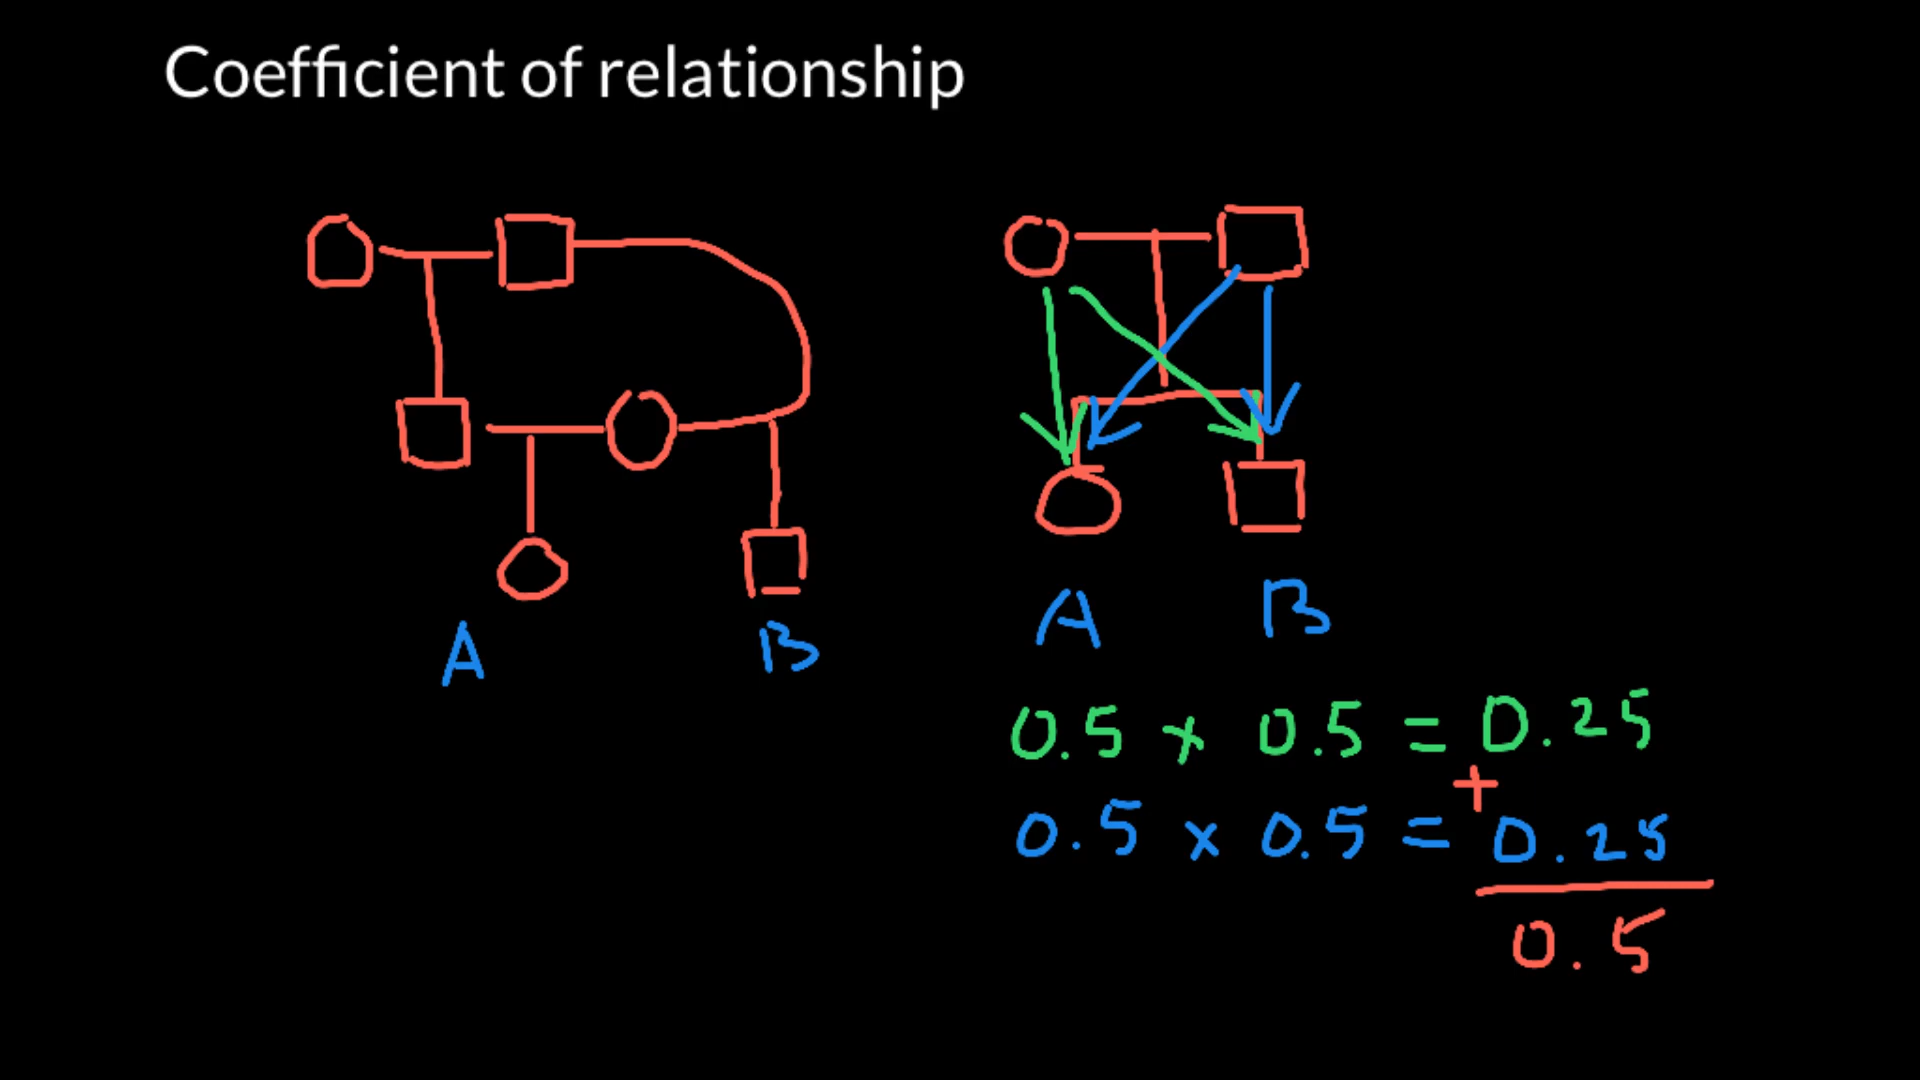 Coefficient of relationship
A B
A B
0.5 x 0.5 = 0.25
+
0.5 x 0.5 = 0.25
0.5